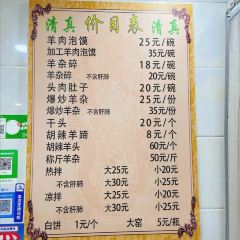 清真 价目表 清真
羊肉泡馍 25元/碗
加工羊肉泡馍 35元/碗
羊杂碎 18元/碗
羊杂碎 不含肝肺 20元/碗
头肉肚子 20元/碗
爆炒羊杂 25元/份
爆炒羊杂 不含肝肺 35元/份
干头 20元/个
胡辣羊蹄 8元/个
胡辣羊头 60元/个
称斤羊杂 50元/斤
热拌 大25元 小20元
不含肝肺 大30元 小25元
凉拌 大25元 小20元
不含肝肺 大30元 小25元
白饼 1元/个 大窑 5元/瓶